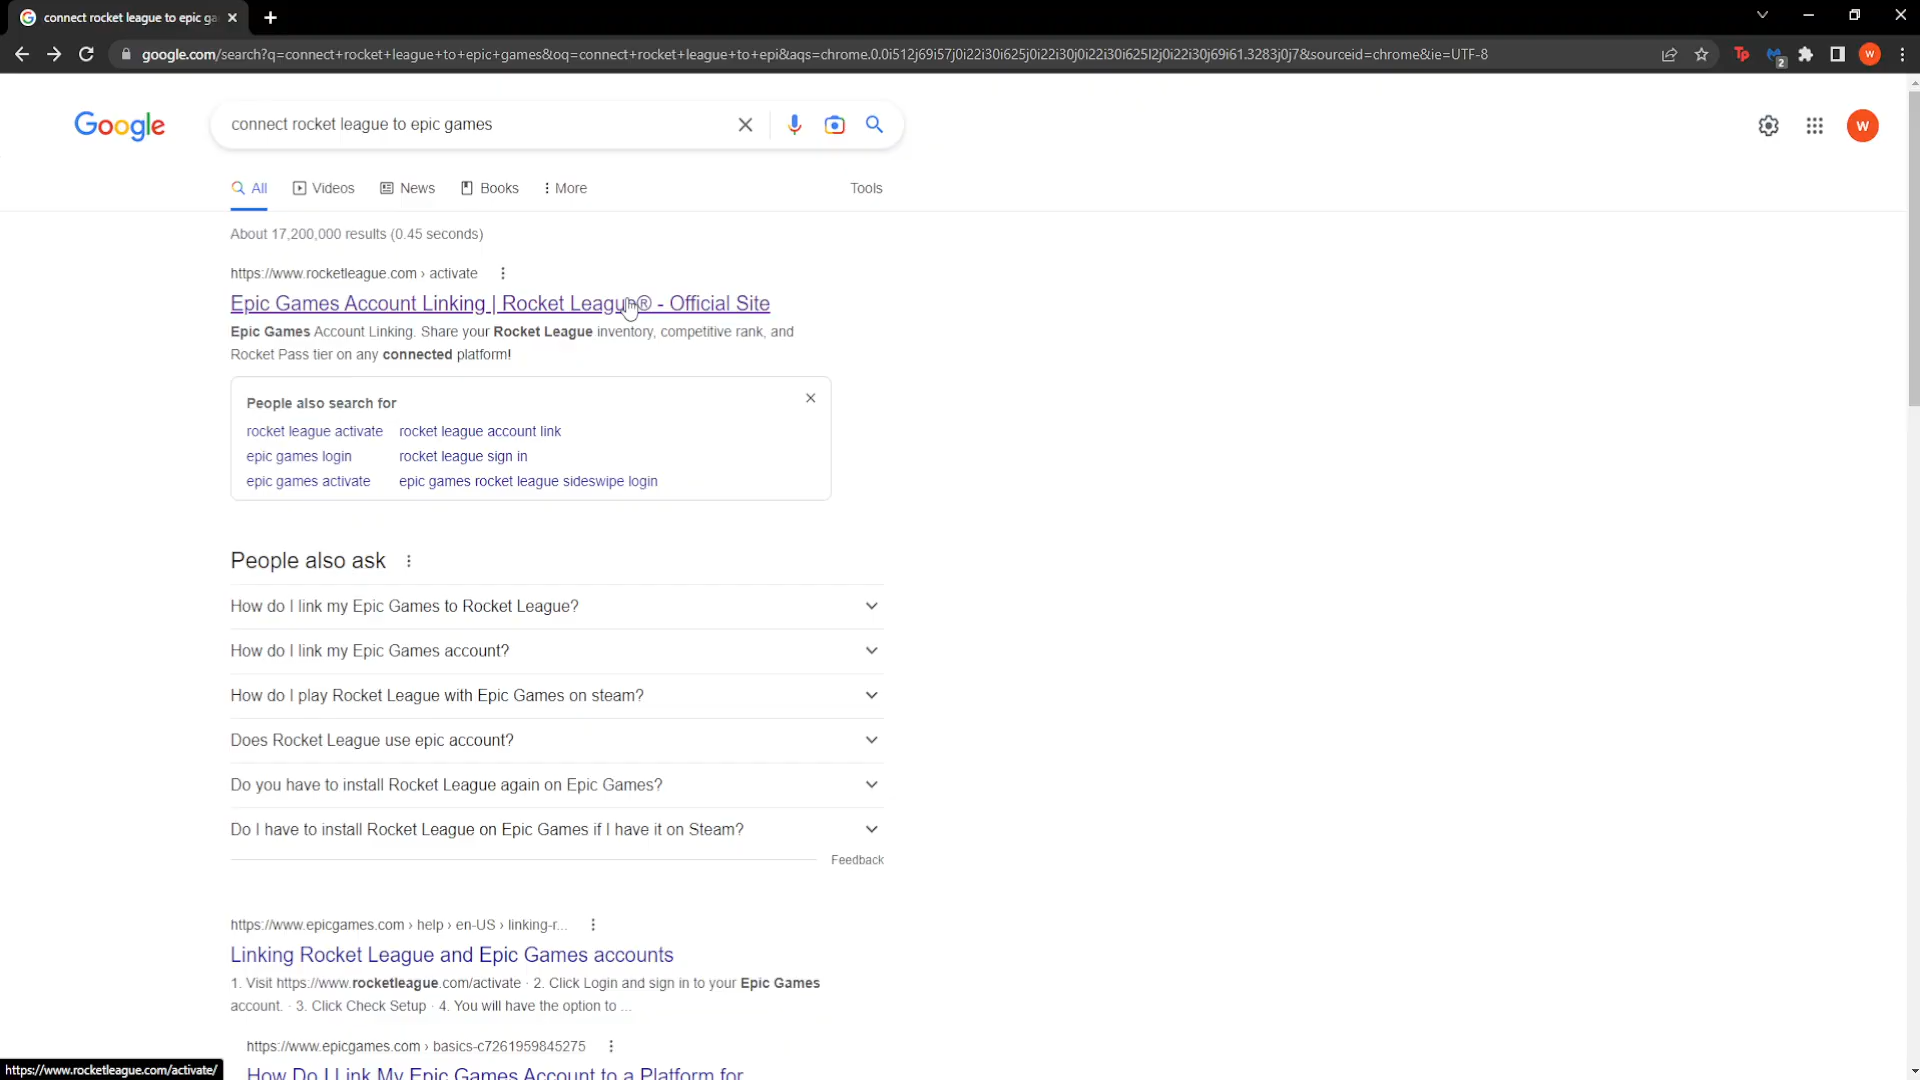 connect rocket league to epic ga
google.com/search?q=connect+rocket+league+to+epic+games&oq=connect+rocket+league+to+epi&aqs=chrome.0.0i512j69i57j0i22i30i625j0i22i30j0i22i30i625l2j0i22i30j69i61.3283j0j7&sourceid=chrome&ie=UTF-8
Tp
2
W
Google
connect rocket league to epic games
W
All
Videos
News
Books
More
Tools
About 17,200,000 results (0.45 seconds)
https://www.rocketleague.com › activate
Epic Games Account Linking | Rocket League® - Official Site
Epic Games Account Linking. Share your Rocket League inventory, competitive rank, and
Rocket Pass tier on any connected platform!
People also search for
rocket league activate
rocket league account link
epic games login
rocket league sign in
epic games activate
epic games rocket league sideswipe login
People also ask
How do I link my Epic Games to Rocket League?
How do I link my Epic Games account?
How do I play Rocket League with Epic Games on steam?
Does Rocket League use epic account?
Do you have to install Rocket League again on Epic Games?
Do I have to install Rocket League on Epic Games if I have it on Steam?
Feedback
https://www.epicgames.com › help › en-US › linking-r...
Linking Rocket League and Epic Games accounts
1. Visit https://www.rocketleague.com/activate · 2. Click Login and sign in to your Epic Games
account. · 3. Click Check Setup · 4. You will have the option to ...
https://www.epicgames.com › basics-c7261959845275
How Do I Link My Epic Games Account to a Platform for
https://www.rocketleague.com/activate/